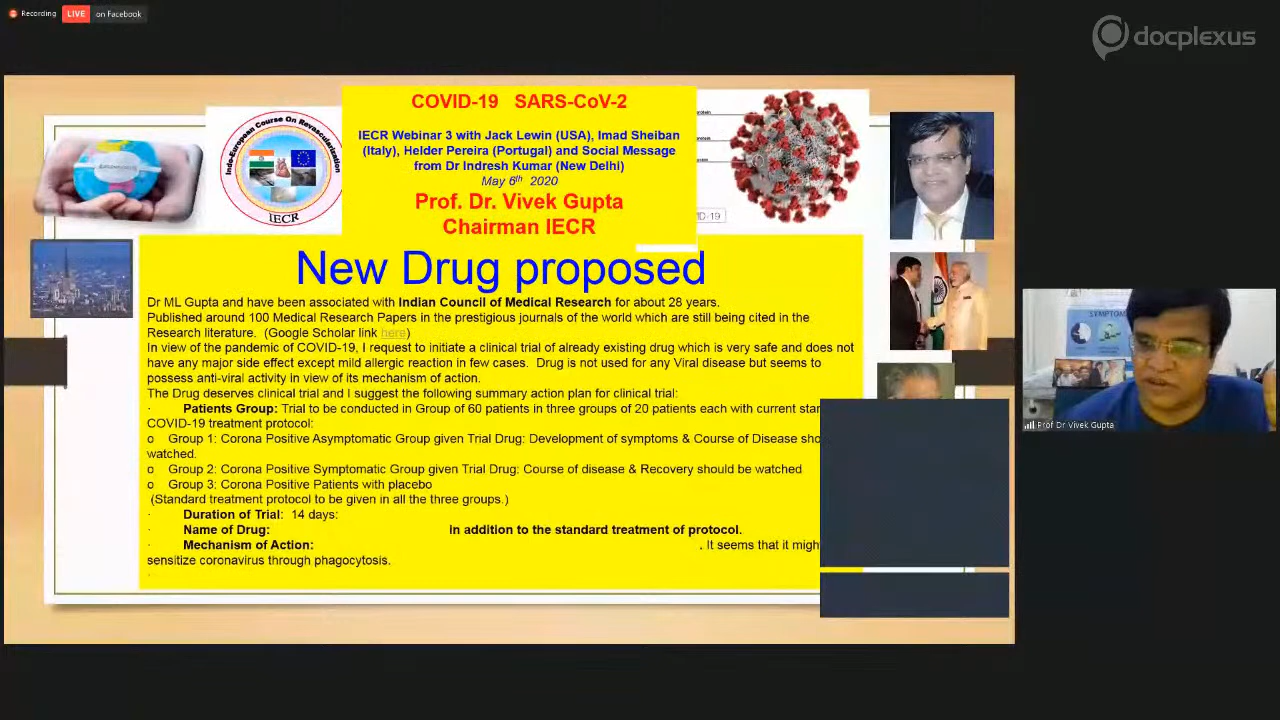 Recording LIVE on Facebook
docplexus
COVID-19 SARS-CoV-2
IECR Webinar 3 with Jack Lewin (USA), Imad Sheiban
(Italy), Helder Pereira (Portugal) and Social Message
from Dr Indresh Kumar (New Delhi)
May 6th 2020
Prof. Dr. Vivek Gupta
Chairman IECR
Indo-European Course On Revascularization
IECR
D-19
New Drug proposed
Dr ML Gupta and have been associated with Indian Council of Medical Research for about 28 years.
Published around 100 Medical Research Papers in the prestigious journals of the world which are still being cited in the
Research literature. (Google Scholar link here)
In view of the pandemic of COVID-19, I request to initiate a clinical trial of already existing drug which is very safe and does not
have any major side effect except mild allergic reaction in few cases. Drug is not used for any Viral disease but seems to
possess anti-viral activity in view of its mechanism of action.
The Drug deserves clinical trial and I suggest the following summary action plan for clinical trial:
· Patients Group: Trial to be conducted in Group of 60 patients in three groups of 20 patients each with current stan
COVID-19 treatment protocol:
o Group 1: Corona Positive Asymptomatic Group given Trial Drug: Development of symptoms & Course of Disease shou
watched.
o Group 2: Corona Positive Symptomatic Group given Trial Drug: Course of disease & Recovery should be watched
o Group 3: Corona Positive Patients with placebo
(Standard treatment protocol to be given in all the three groups.)
· Duration of Trial: 14 days:
· Name of Drug: in addition to the standard treatment of protocol.
· Mechanism of Action: . It seems that it might
sensitize coronavirus through phagocytosis.
SYMPTOM
Prof Dr Vivek Gupta